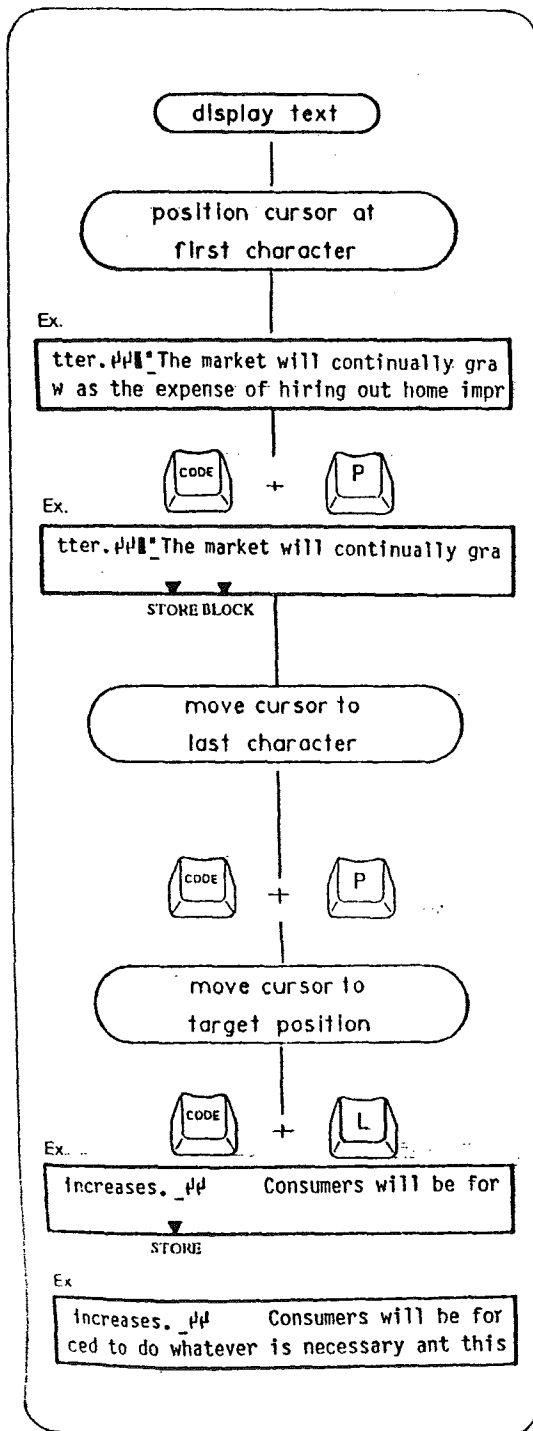 display text
position cursor at
first character
Ex.
tter. The market will continually gra
w as the expense of hiring out home impr
CODE + P
Ex.
tter. The market will continually gra
STORE BLOCK
move cursor to
last character
CODE + P
move cursor to
target position
CODE + L
Ex.
increases. _ Consumers will be for
STORE
Ex
increases. _ Consumers will be for
ced to do whatever is necessary ant this